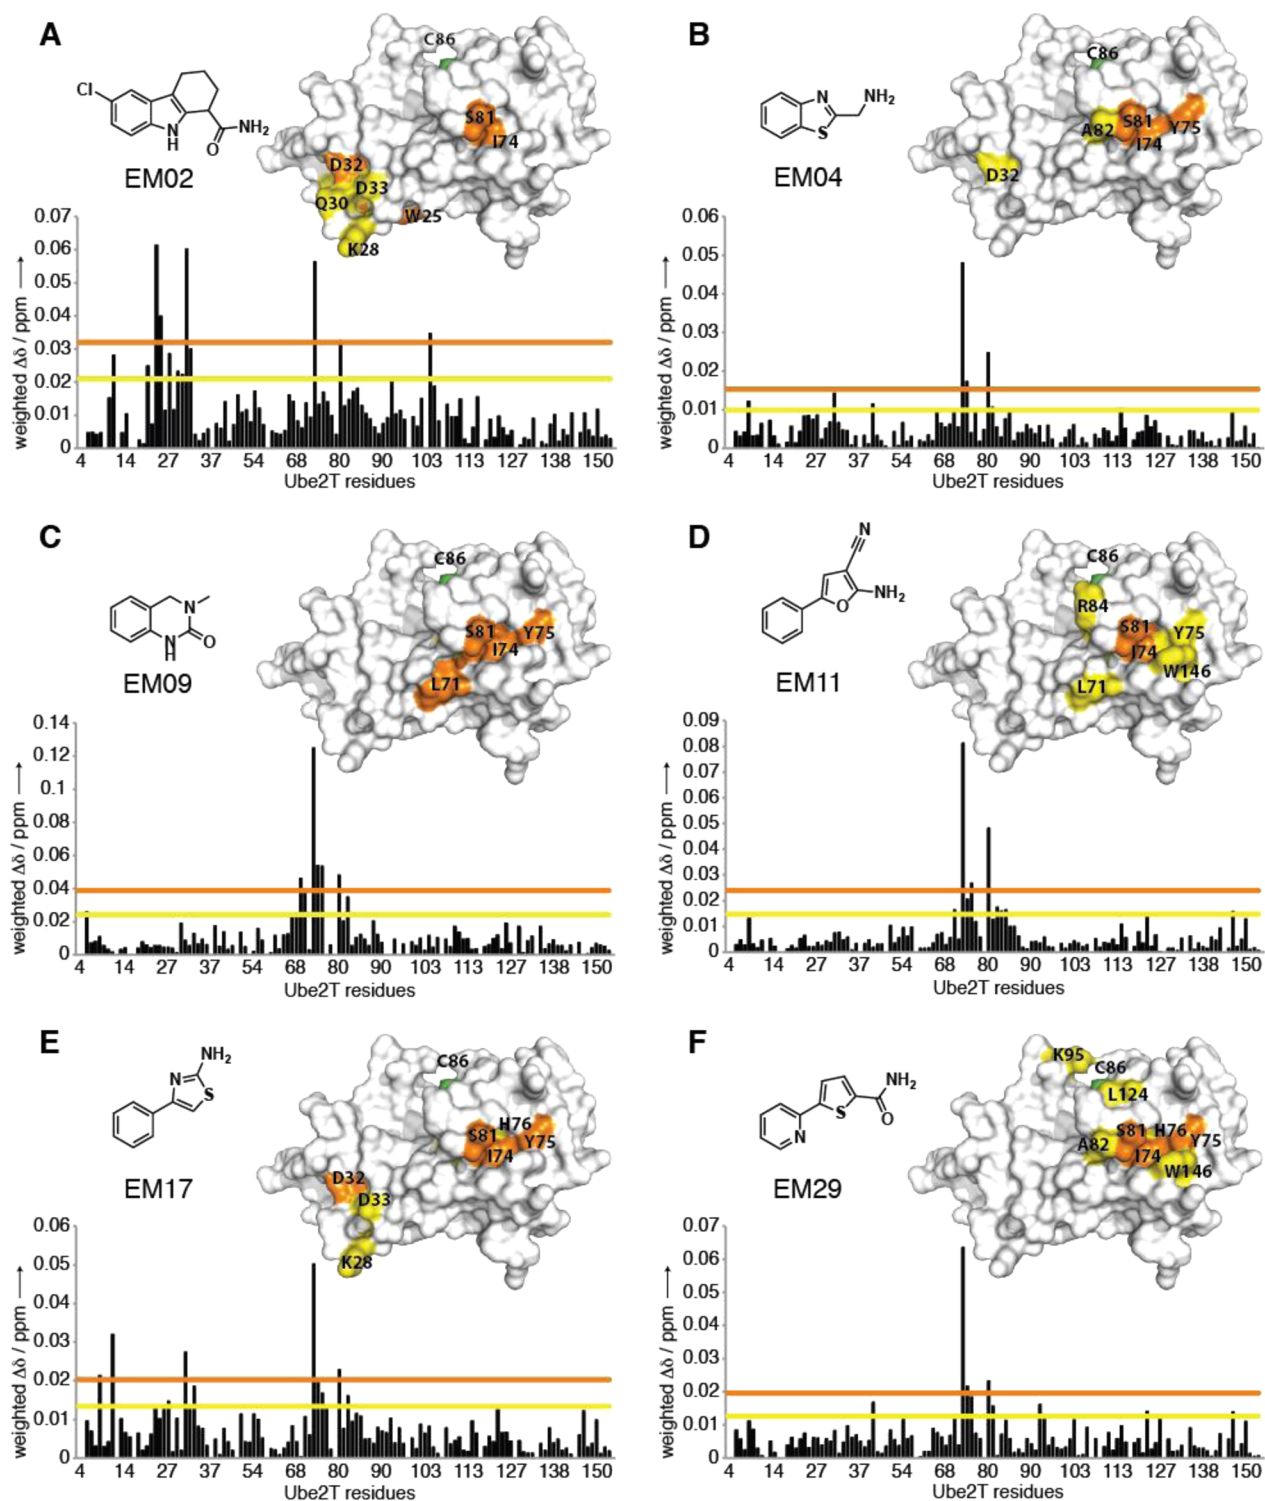 A
C86
Cl
N
H
NH2
O
EM02
S81
I74
D32
D33
Q30
W25
K28
0.07
0.06
0.05
0.04
0.03
0.02
0.01
0
weighted Δδ / ppm →
4 14 27 37 54 68 80 90 103 113 127 138 150
Ube2T residues
B
C86
N
NH2
S
EM04
A82
S81
I74
Y75
D32
0.06
0.05
0.04
0.03
0.02
0.01
0
weighted Δδ / ppm →
4 14 27 37 54 68 80 90 103 113 127 138 150
Ube2T residues
C
C86
N
N
H
O
EM09
S81
I74
Y75
L71
0.14
0.12
0.1
0.08
0.06
0.04
0.02
0
weighted Δδ / ppm →
4 14 27 37 54 68 80 90 103 113 127 138 150
Ube2T residues
D
C86
N
O
NH2
EM11
R84
S81
I74
Y75
W146
L71
0.09
0.08
0.07
0.06
0.05
0.04
0.03
0.02
0.01
0
weighted Δδ / ppm →
4 14 27 37 54 68 80 90 103 113 127 138 150
Ube2T residues
E
C86
NH2
N
S
EM17
H76
S81
I74
Y75
D32
D33
K28
0.06
0.05
0.04
0.03
0.02
0.01
0
weighted Δδ / ppm →
4 14 27 37 54 68 80 90 103 113 127 138 150
Ube2T residues
F
K95
C86
L124
NH2
S
O
N
EM29
A82
S81
H76
Y75
I74
W146
0.07
0.06
0.05
0.04
0.03
0.02
0.01
0
weighted Δδ / ppm →
4 14 27 37 54 68 80 90 103 113 127 138 150
Ube2T residues